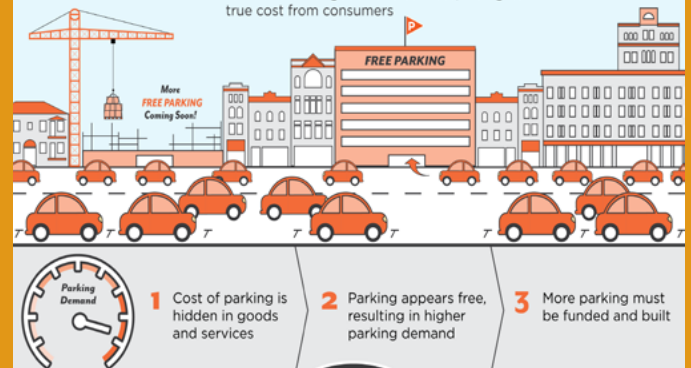 true cost from consumers
P
FREE PARKING
More
FREE PARKING
Coming Soon!
Parking
Demand
1 Cost of parking is
hidden in goods
and services
2 Parking appears free,
resulting in higher
parking demand
3 More parking must
be funded and built